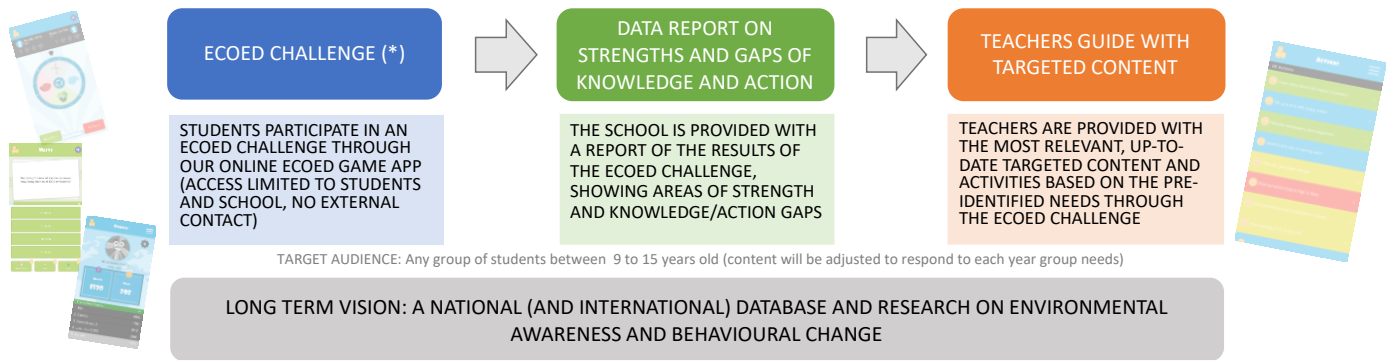 ECOED CHALLENGE (*)
DATA REPORT ON
STRENGTHS AND GAPS OF
KNOWLEDGE AND ACTION
TEACHERS GUIDE WITH
TARGETED CONTENT
STUDENTS PARTICIPATE IN AN
ECOED CHALLENGE THROUGH
OUR ONLINE ECOED GAME APP
(ACCESS LIMITED TO STUDENTS
AND SCHOOL, NO EXTERNAL
CONTACT)
THE SCHOOL IS PROVIDED WITH
A REPORT OF THE RESULTS OF
THE ECOED CHALLENGE,
SHOWING AREAS OF STRENGTH
AND KNOWLEDGE/ACTION GAPS
TEACHERS ARE PROVIDED WITH
THE MOST RELEVANT, UP-TO-
DATE TARGETED CONTENT AND
ACTIVITIES BASED ON THE PRE-
IDENTIFIED NEEDS THROUGH
THE ECOED CHALLENGE
TARGET AUDIENCE: Any group of students between  9 to 15 years old (content will be adjusted to respond to each year group needs)
LONG TERM VISION: A NATIONAL (AND INTERNATIONAL) DATABASE AND RESEARCH ON ENVIRONMENTAL
AWARENESS AND BEHAVIOURAL CHANGE